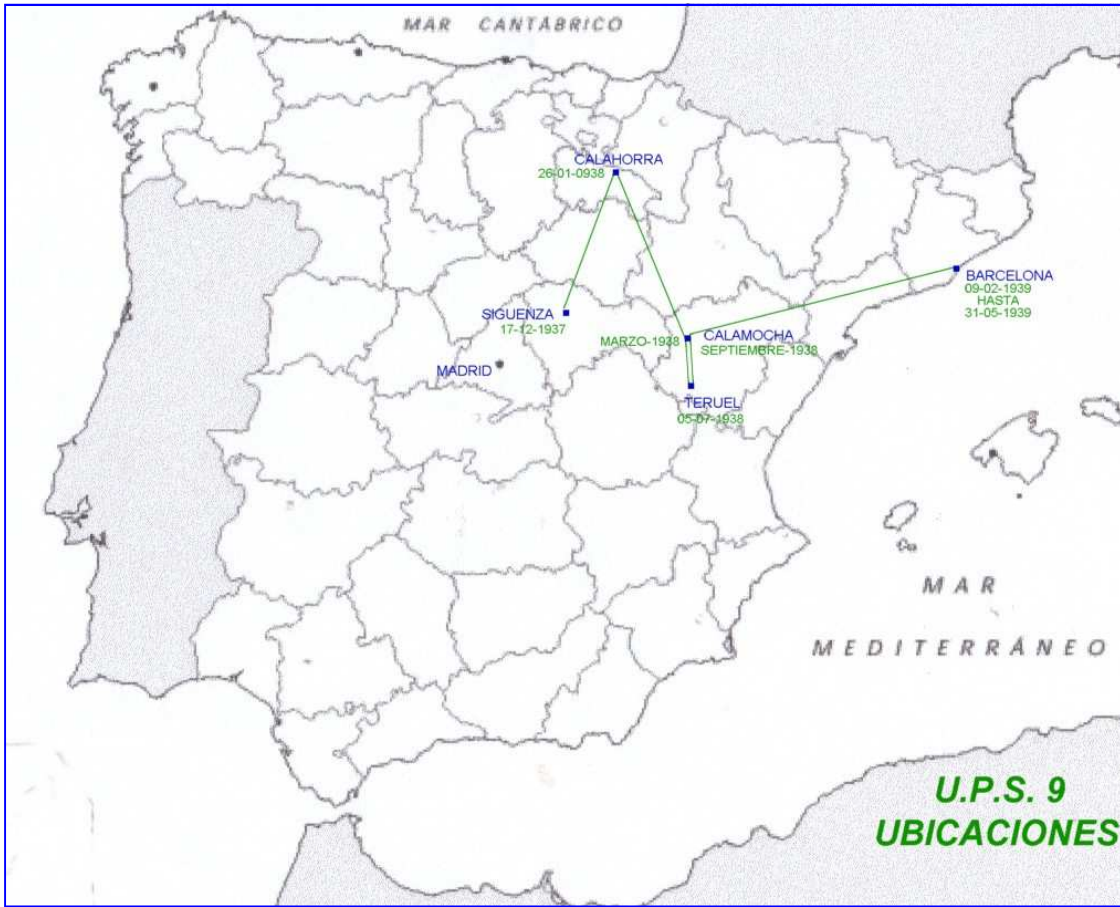 MAR CANTÁBRICO
CALAHORRA
26-01-0938
BARCELONA
09-02-1939
HASTA
31-05-1939
SIGUENZA
17-12-1937
MARZO-1938
CALAMOCHA
SEPTIEMBRE-1938
MADRID
TERUEL
05-07-1938
MAR
MEDITERRÁNEO
U.P.S. 9
UBICACIONES